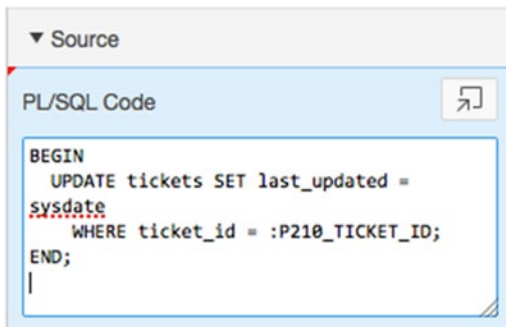 ▼ Source
PL/SQL Code
BEGIN
  UPDATE tickets SET last_updated =
sysdate
    WHERE ticket_id = :P210_TICKET_ID;
END;